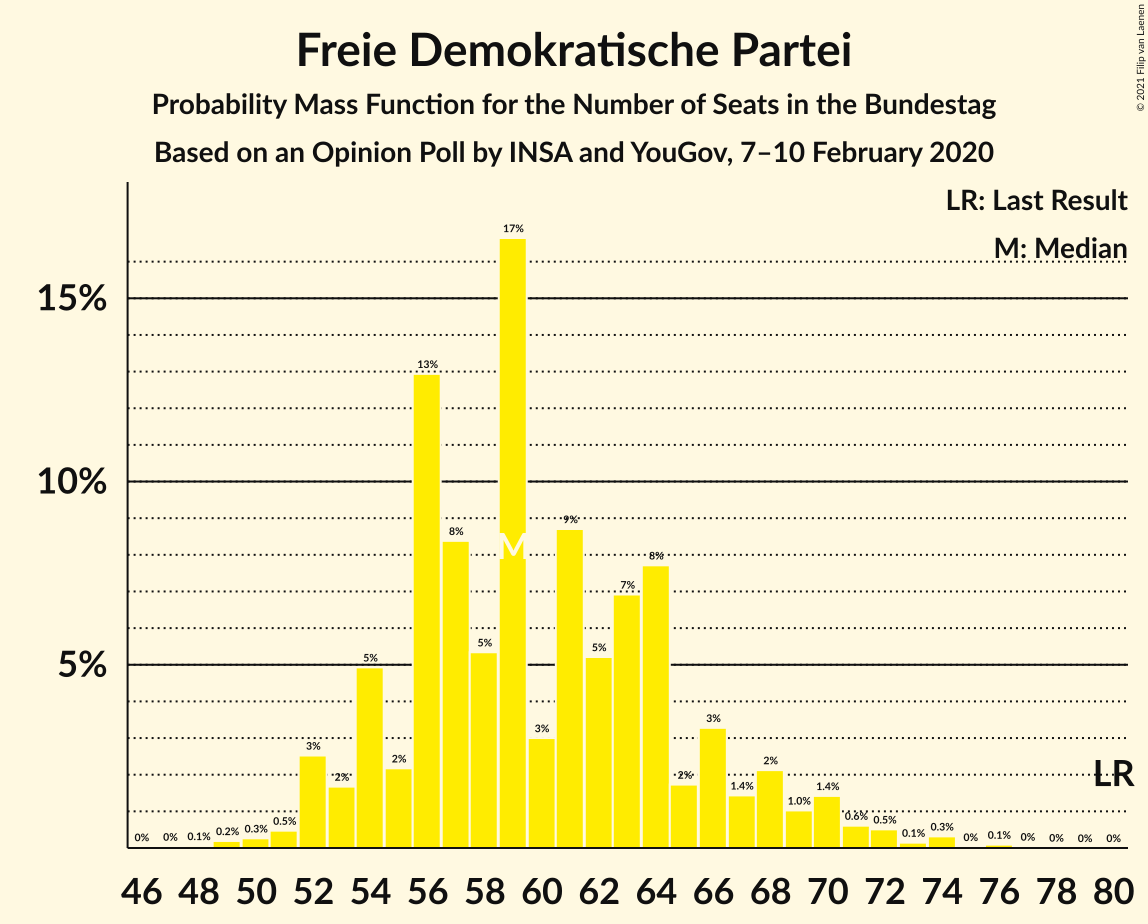 Freie Demokratische Partei
Probability Mass Function for the Number of Seats in the Bundestag
Based on an Opinion Poll by INSA and YouGov, 7–10 February 2020
© 2021 Filip van Laenen
LR: Last Result
M: Median
15%
10%
5%
0% 0% 0.1% 0.2% 0.3% 0.5% 3% 2% 5% 2% 13% 8% 5% 17% 3% 9% 5% 7% 8% 2% 3% 1.4% 2% 1.0% 1.4% 0.6% 0.5% 0.1% 0.3% 0% 0.1% 0% 0% 0% 0%
M
LR
46 48 50 52 54 56 58 60 62 64 66 68 70 72 74 76 78 80